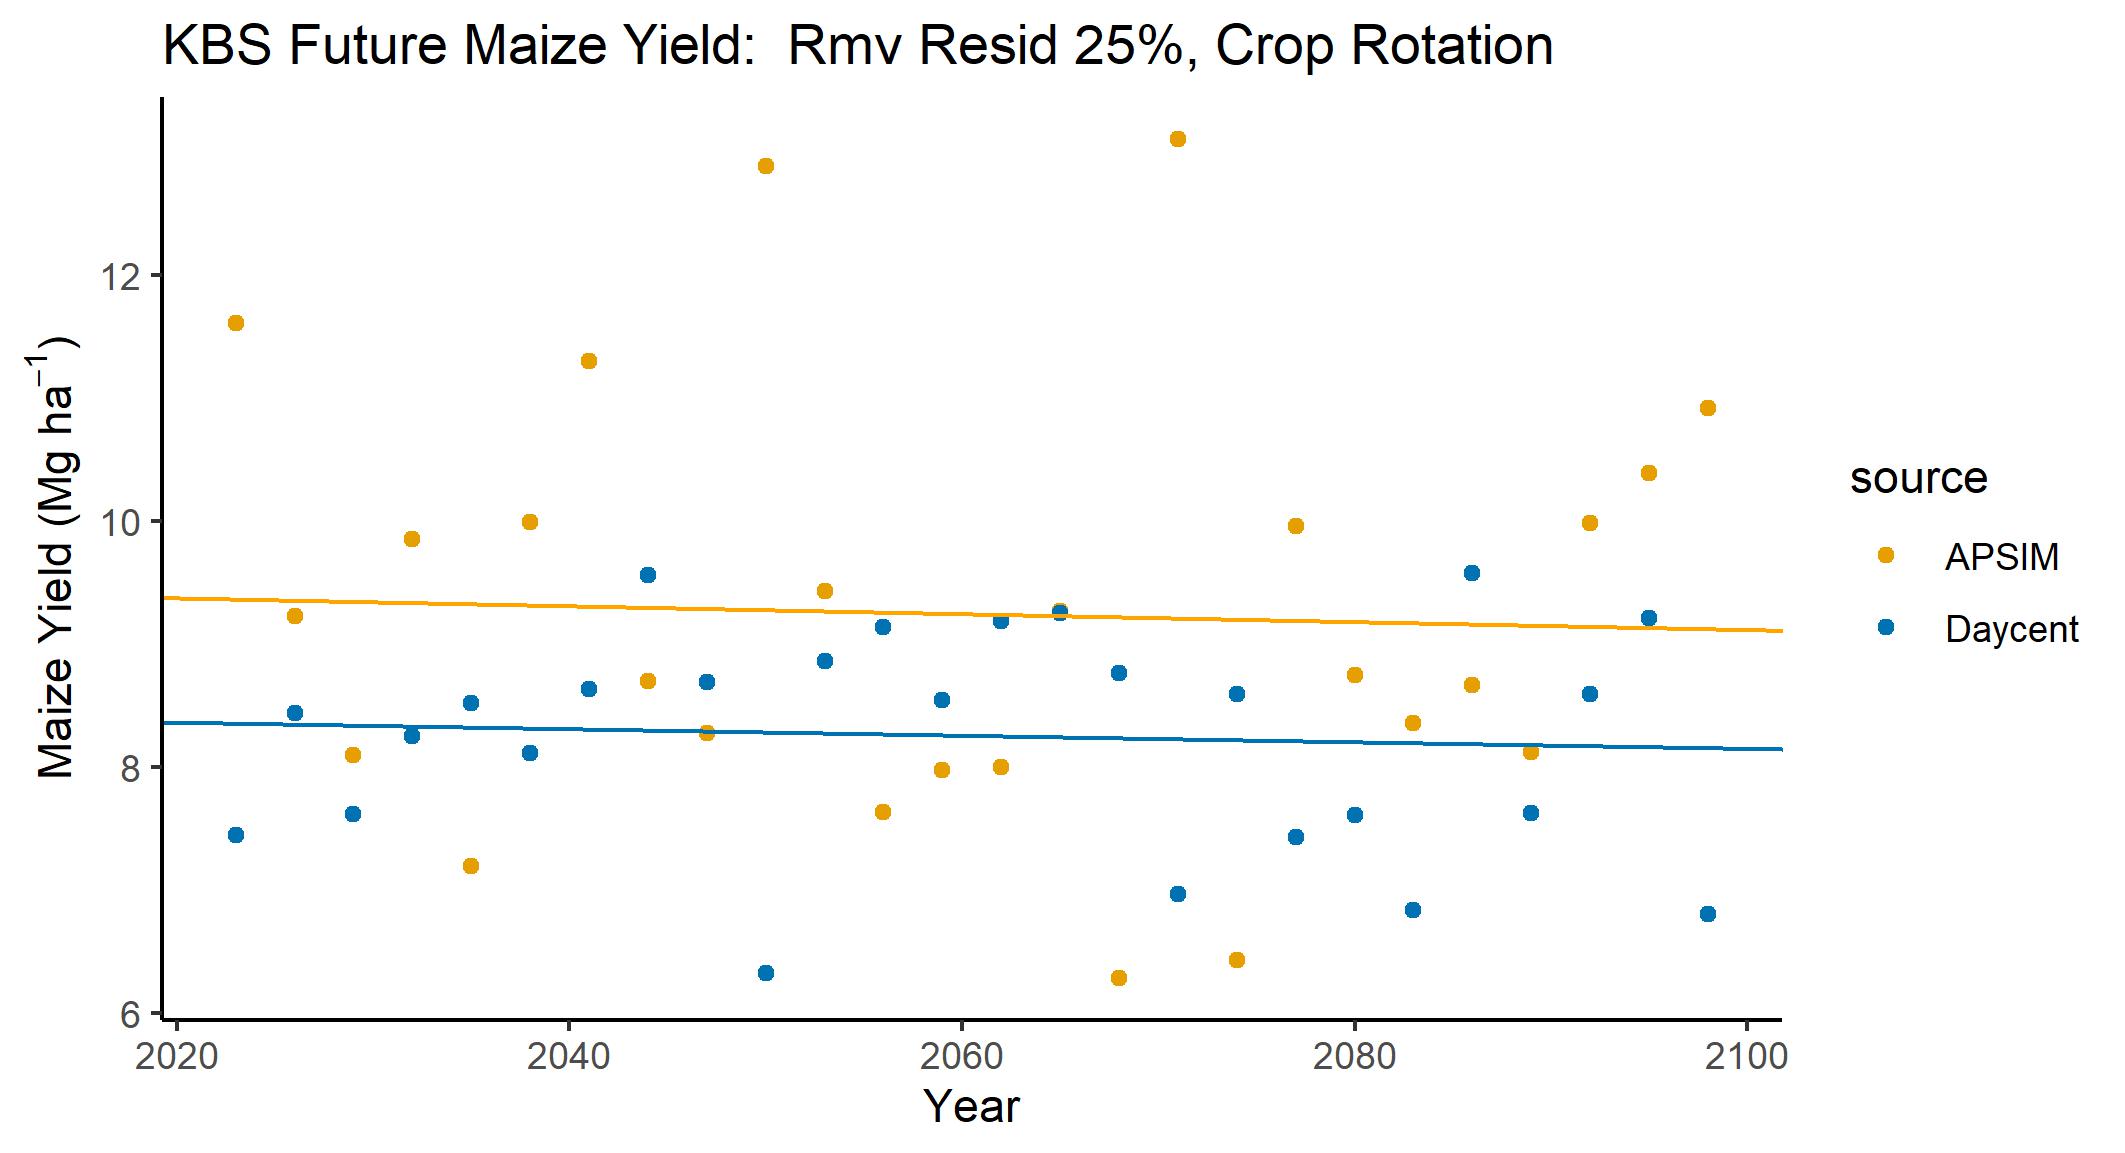 KBS Future Maize Yield:  Rmv Resid 25%, Crop Rotation
Maize Yield (Mg ha⁻¹)
12
10
8
6
2020 2040 2060 2080 2100
Year
source
APSIM
Daycent